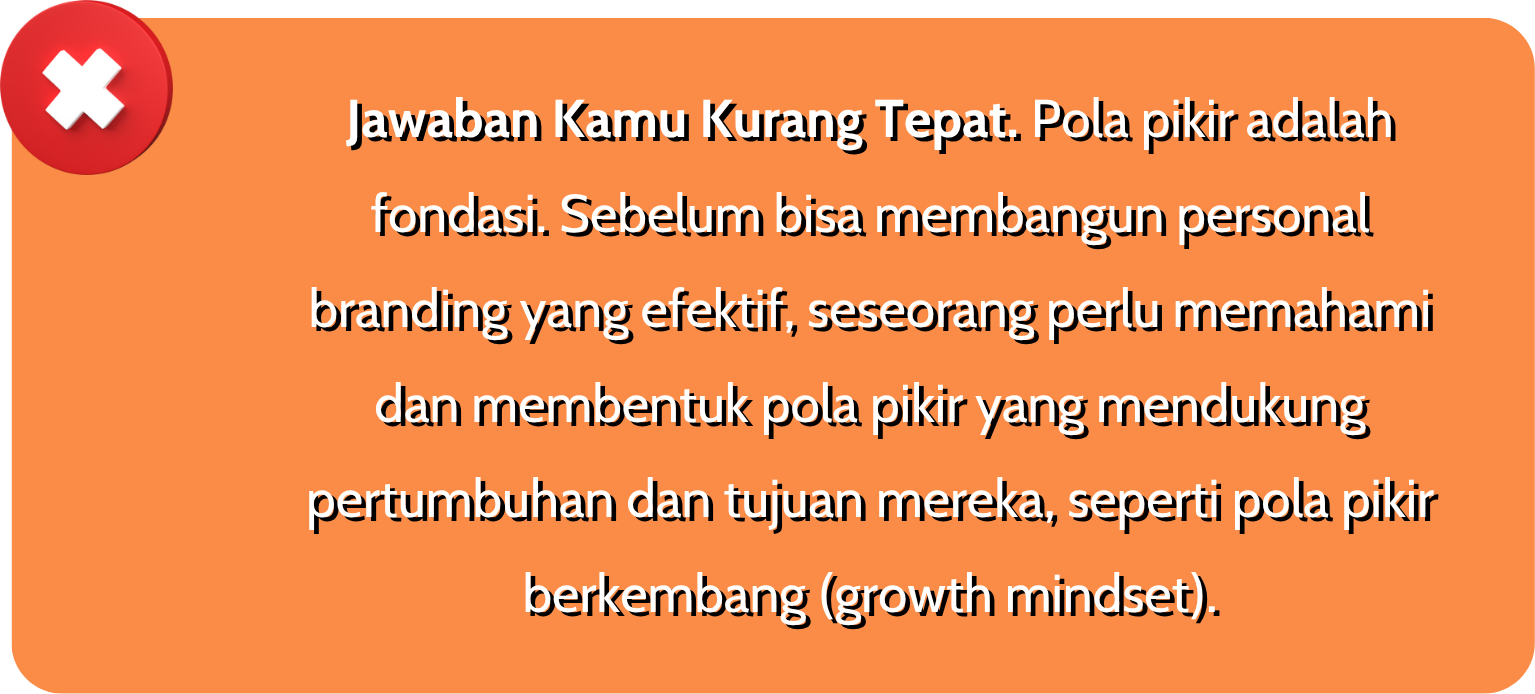 Jawaban Kamu Kurang Tepat. Pola pikir adalah
fondasi. Sebelum bisa membangun personal
branding yang efektif, seseorang perlu memahami
dan membentuk pola pikir yang mendukung
pertumbuhan dan tujuan mereka, seperti pola pikir
berkembang (growth mindset).